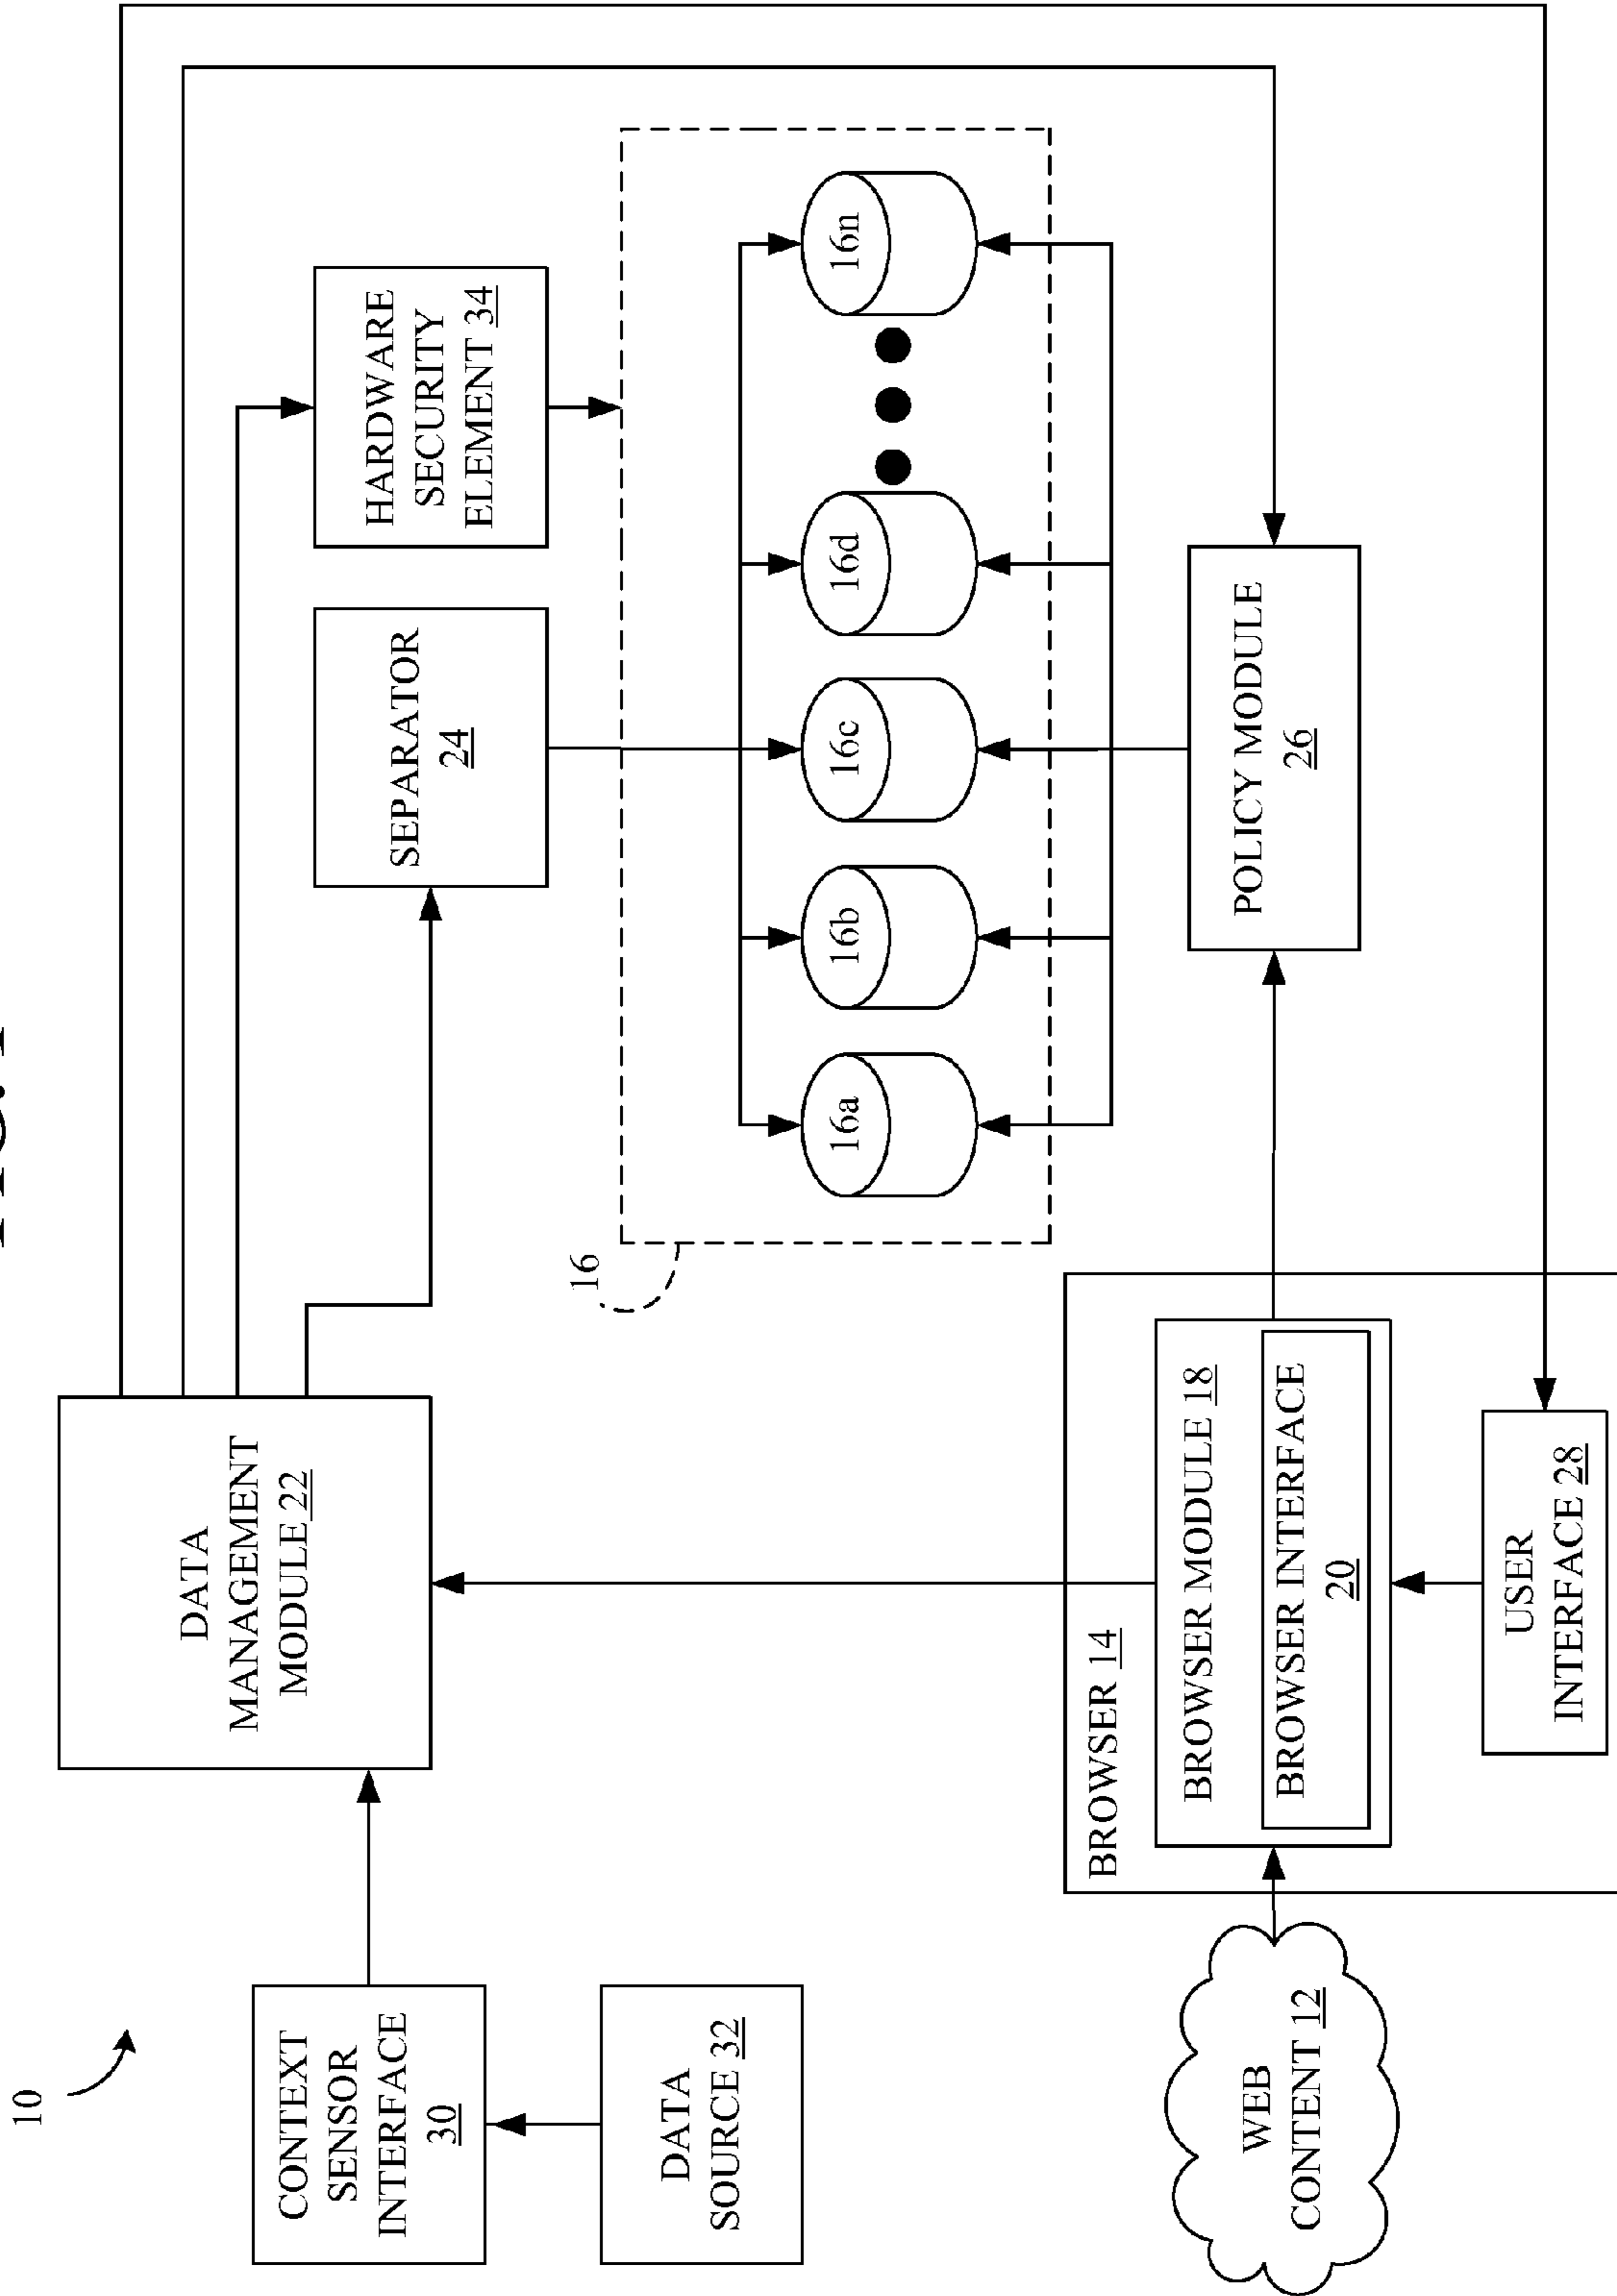 10
DATA
MANAGEMENT
MODULE 22
CONTEXT
SENSOR
INTERFACE
30
DATA
SOURCE 32
SEPARATOR
24
HARDWARE
SECURITY
ELEMENT 34
16
16a
16b
16c
16d
16n
WEB
CONTENT 12
BROWSER 14
BROWSER MODULE 18
BROWSER INTERFACE
20
USER
INTERFACE 28
POLICY MODULE
26